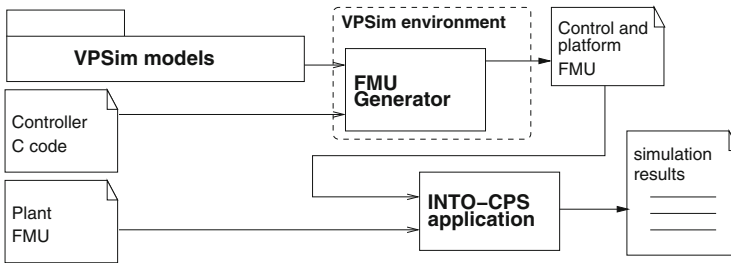 VPSim environment
VPSim models
FMU
Generator
Control and
platform
FMU
Controller
C code
simulation
results
Plant
FMU
INTO−CPS
application